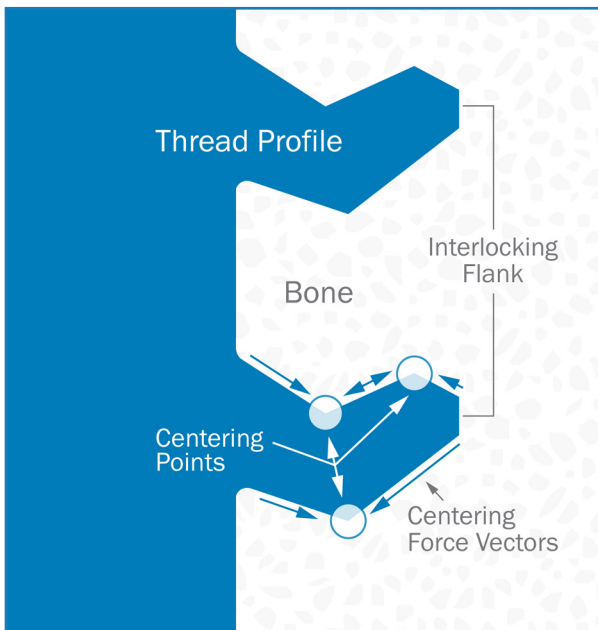 Thread Profile
Interlocking
Flank
Bone
Centering
Points
Centering
Force Vectors